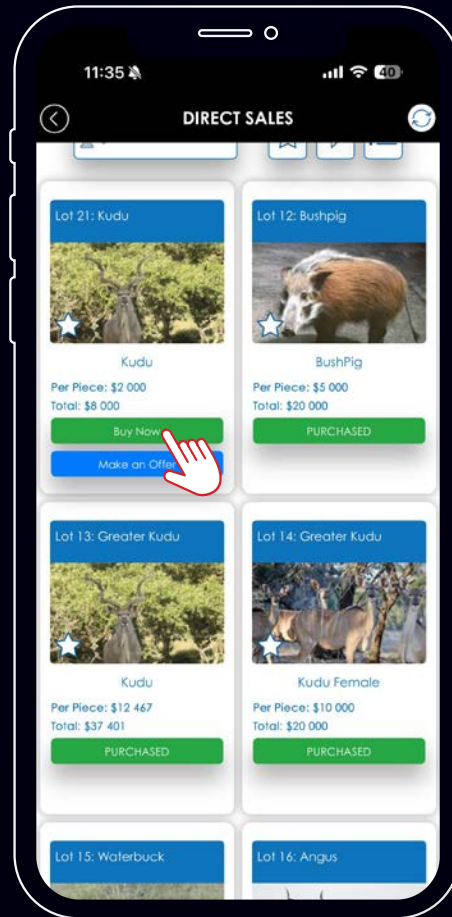 11:35
40
DIRECT SALES
Lot 21: Kudu
Kudu
Per Piece: $2 000
Total: $8 000
Buy Now
Make an Offer
Lot 12: Bushpig
BushPig
Per Piece: $5 000
Total: $20 000
PURCHASED
Lot 13: Greater Kudu
Kudu
Per Piece: $12 467
Total: $37 401
PURCHASED
Lot 14: Greater Kudu
Kudu Female
Per Piece: $10 000
Total: $20 000
PURCHASED
Lot 15: Waterbuck
Lot 16: Angus